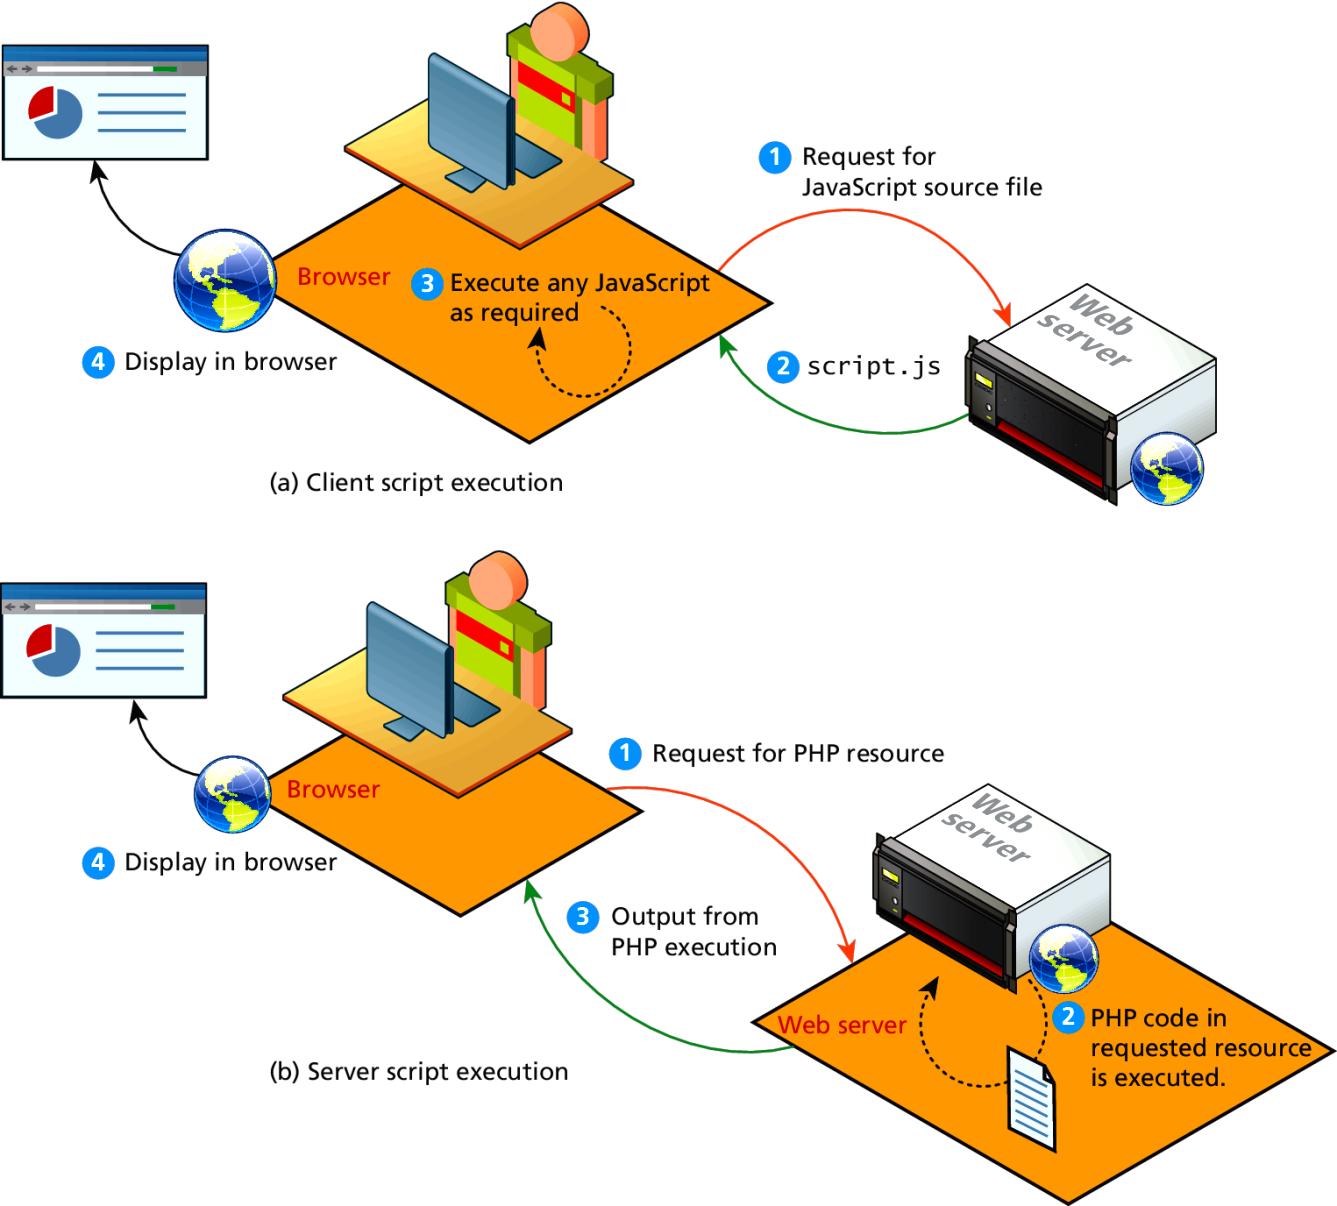 1 Request for
JavaScript source file
Web
server
Browser
3 Execute any JavaScript
as required
2 script.js
4 Display in browser
(a) Client script execution
1 Request for PHP resource
Browser
Web
server
4 Display in browser
3 Output from
PHP execution
Web server
2 PHP code in
requested resource
is executed.
(b) Server script execution